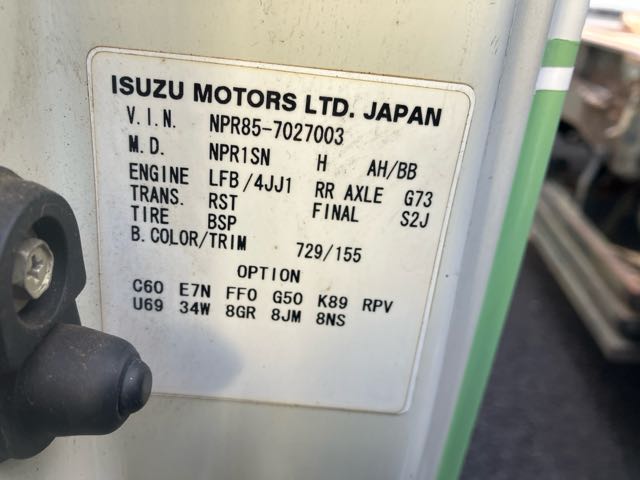 ISUZU MOTORS LTD. JAPAN
V.I.N. NPR85-7027003
M.D. NPR1SN H AH/BB
ENGINE LFB/4JJ1 RR AXLE G73
TRANS. RST FINAL S2J
TIRE BSP
B.COLOR/TRIM 729/155
OPTION
C60 E7N FF0 G50 K89 RPV
U69 34W 8GR 8JM 8NS